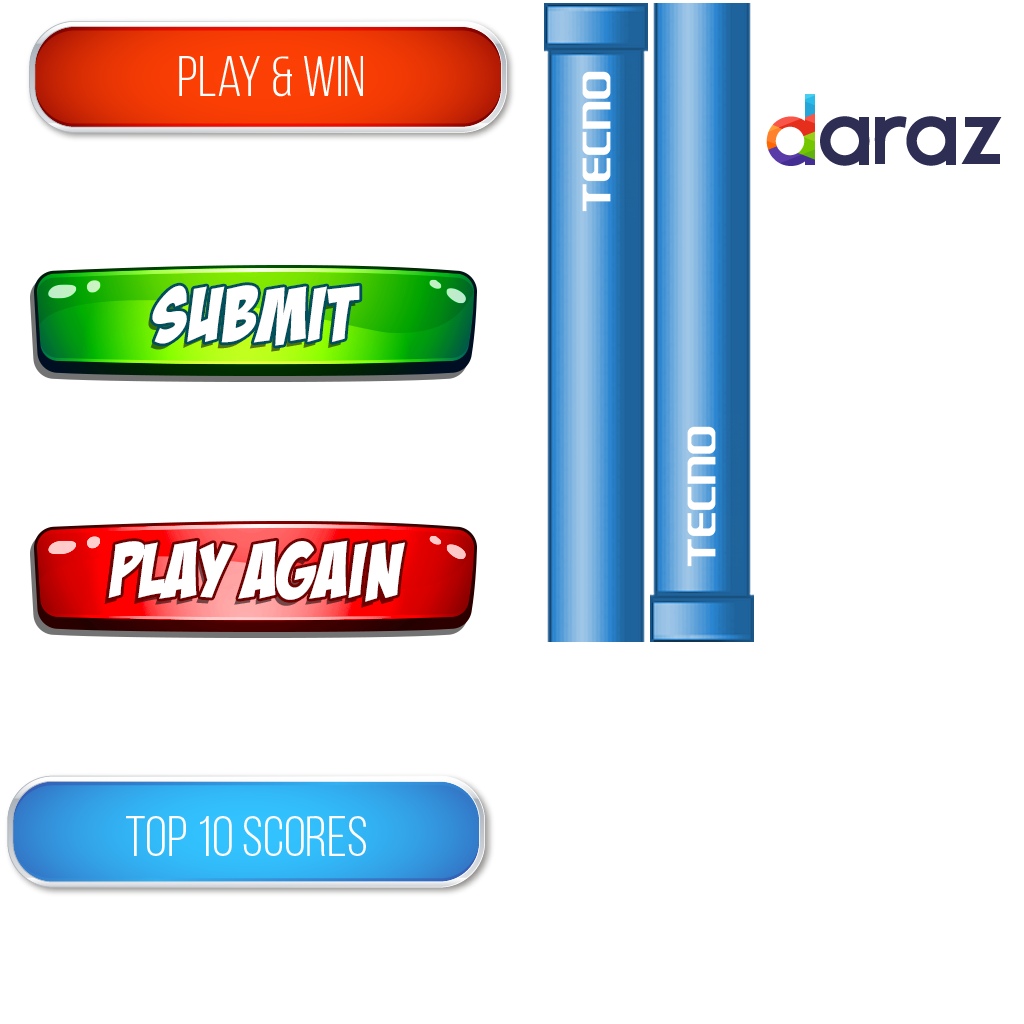 PLAY & WIN
SUBMIT
PLAY AGAIN
TOP 10 SCORES
TECNO
TECNO
daraz